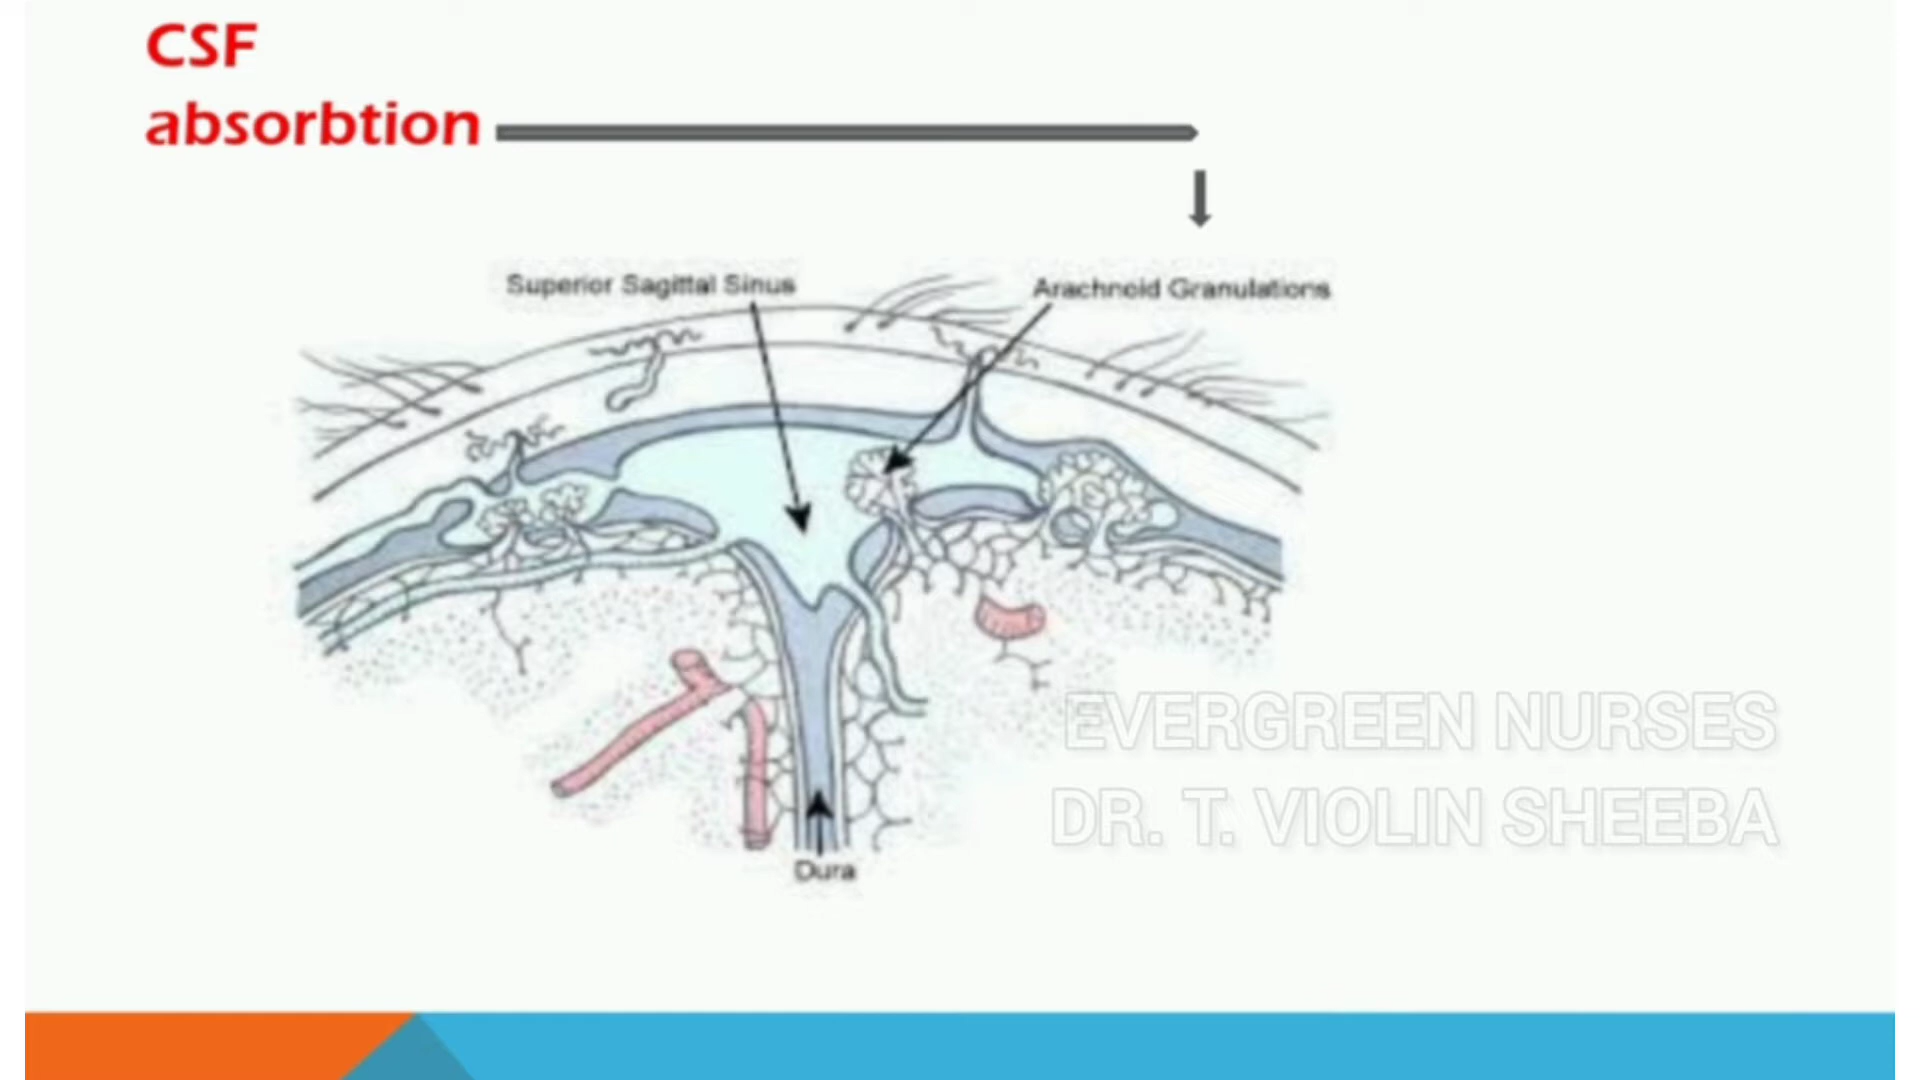 CSF
absorbtion
Superior Sagittal Sinus
Arachnoid Granulations
EVERGREEN NURSES
DR. T. VIOLIN SHEEBA
Dura